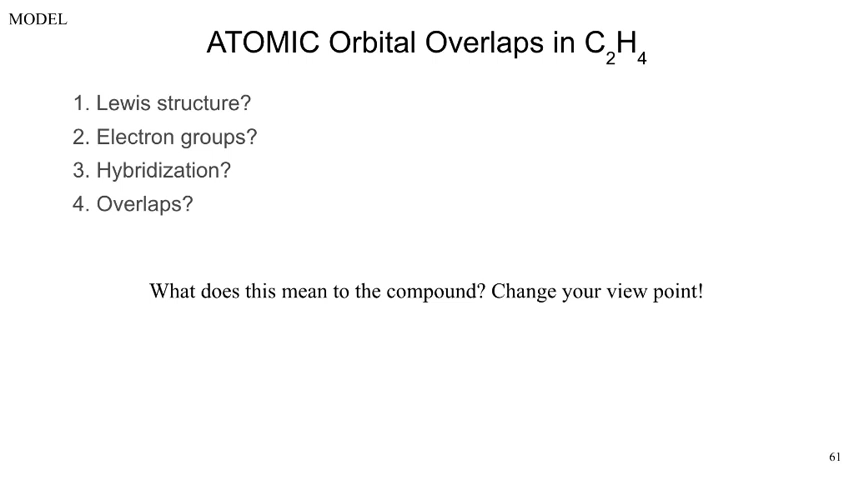 MODEL
ATOMIC Orbital Overlaps in C₂H₄
1. Lewis structure?
2. Electron groups?
3. Hybridization?
4. Overlaps?
What does this mean to the compound? Change your view point!
61